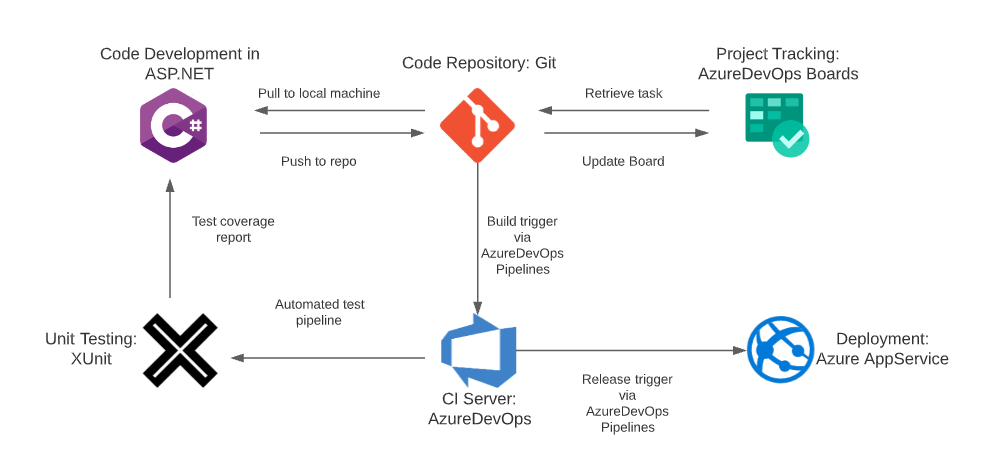 Code Development in
ASP.NET
Code Repository: Git
Project Tracking:
AzureDevOps Boards
Pull to local machine
Retrieve task
C#
Push to repo
Update Board
Test coverage
report
Build trigger
via
AzureDevOps
Pipelines
Automated test
pipeline
Unit Testing:
XUnit
Deployment:
Azure AppService
CI Server:
AzureDevOps
Release trigger
via
AzureDevOps
Pipelines